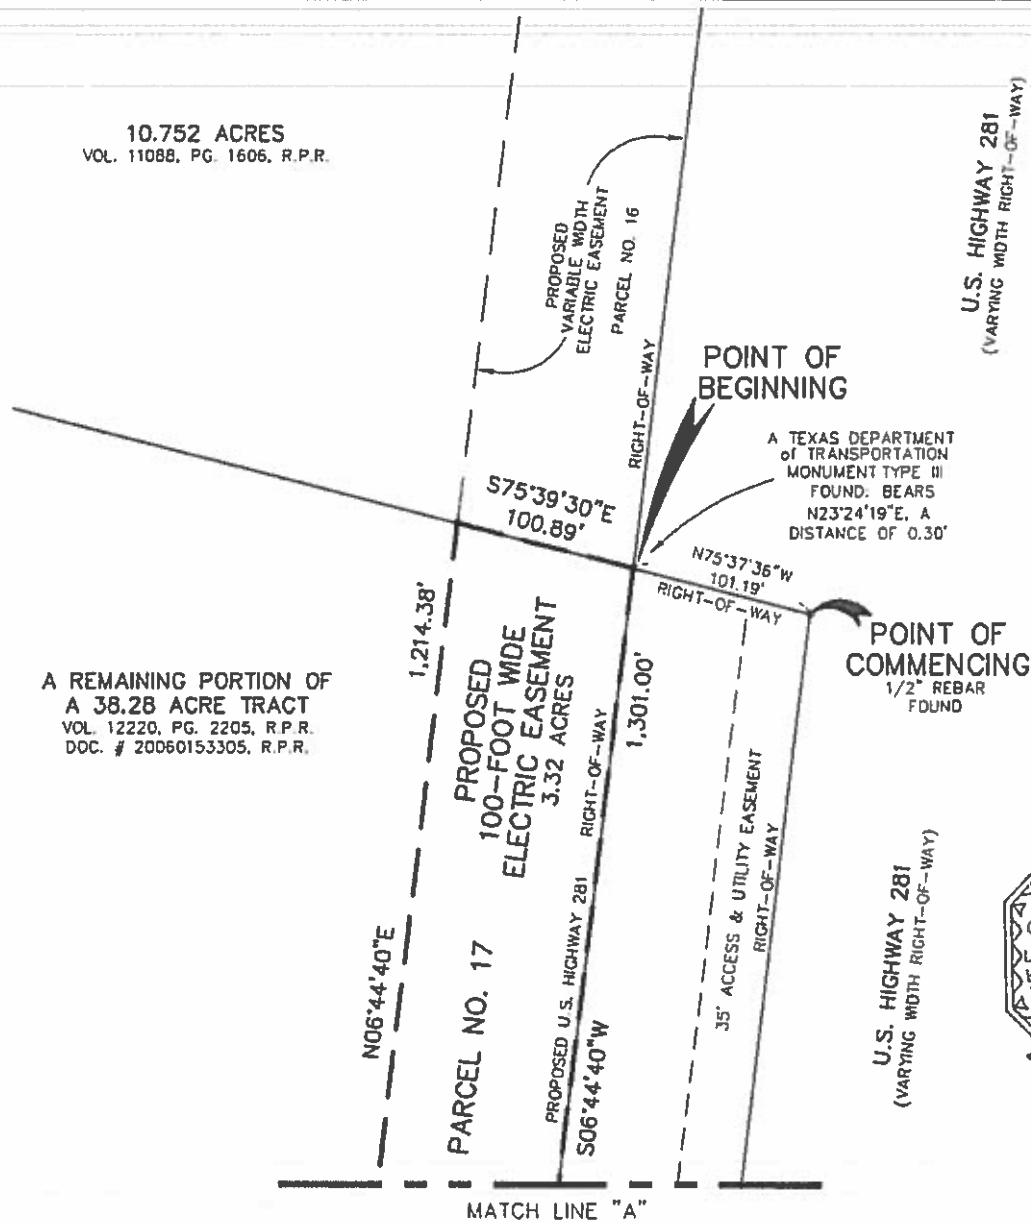 10.752 ACRES
VOL. 11088, PG. 1606, R.P.R.
PROPOSED
VARIABLE WIDTH
ELECTRIC EASEMENT
PARCEL NO. 16
U.S. HIGHWAY 281
(VARYING WIDTH RIGHT-OF-WAY)
RIGHT-OF-WAY
POINT OF
BEGINNING
A TEXAS DEPARTMENT
of TRANSPORTATION
MONUMENT TYPE III
FOUND: BEARS
N23°24'19"E, A
DISTANCE OF 0.30'
S75°39'30"E
100.89'
N75°37'36"W
101.19'
RIGHT-OF-WAY
POINT OF
COMMENCING
1/2" REBAR
FOUND
A REMAINING PORTION OF
A 38.28 ACRE TRACT
VOL. 12220, PG. 2205, R.P.R.
DOC. # 20060153305, R.P.R.
1,214.38'
N06°44'40"E
PROPOSED
100-FOOT WIDE
ELECTRIC EASEMENT
3.32 ACRES
PARCEL NO. 17
PROPOSED U.S. HIGHWAY 281 RIGHT-OF-WAY
1,301.00'
S06°44'40"W
35' ACCESS & UTILITY EASEMENT
RIGHT-OF-WAY
U.S. HIGHWAY 281
(VARYING WIDTH RIGHT-OF-WAY)
MATCH LINE "A"